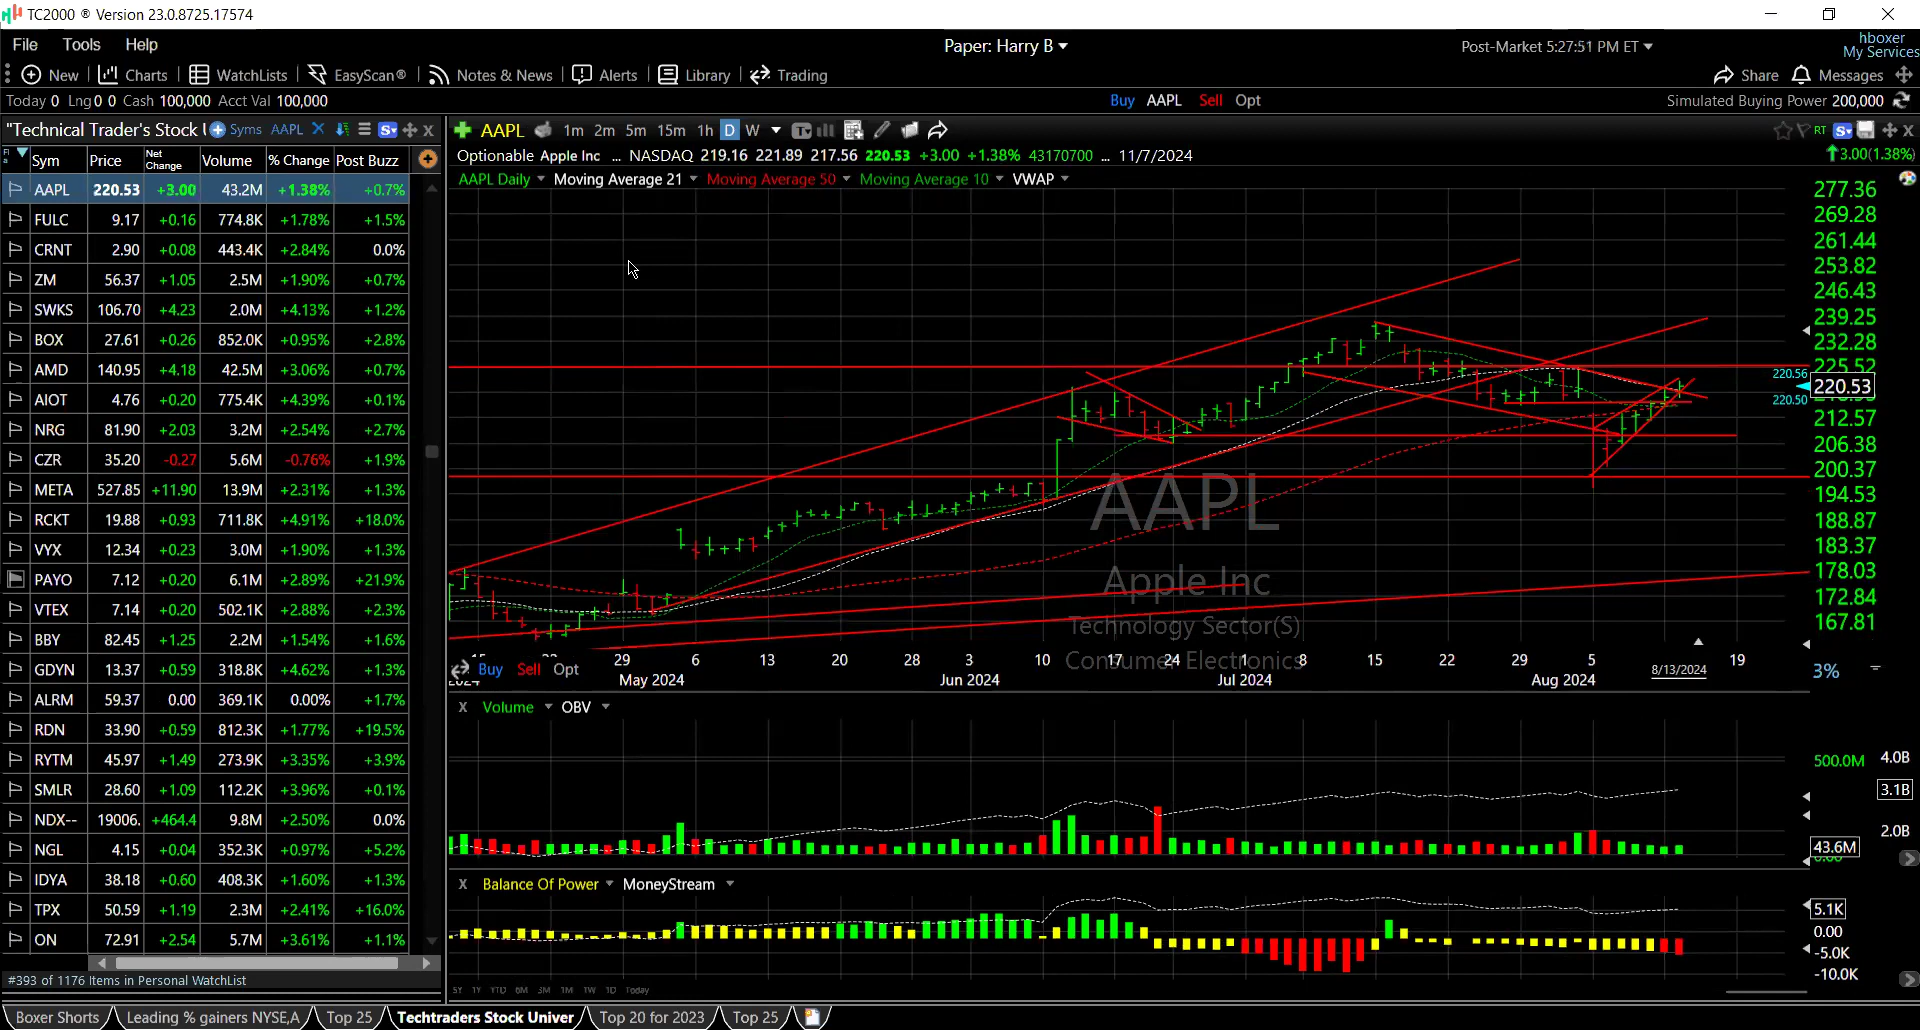 TC2000 ® Version 23.0.8725.17574
File Tools Help
Paper: Harry B
Post-Market 5:27:51 PM ET
hboxer
My Services
New Charts WatchLists EasyScan® Notes & News Alerts Library Trading
Share Messages
Today 0 Lng 0 0 Cash 100,000 Acct Val 100,000
Buy AAPL Sell Opt
Simulated Buying Power 200,000
"Technical Trader's Stock U Syms AAPL
AAPL 1m 2m 5m 15m 1h D W
RT
Sym Price Net Change Volume % Change Post Buzz
Optionable Apple Inc ... NASDAQ 219.16 221.89 217.56 220.53 +3.00 +1.38% 43170700 ... 11/7/2024
3.00(1.38%)
AAPL Daily Moving Average 21 Moving Average 50 Moving Average 10 VWAP
AAPL 220.53 +3.00 43.2M +1.38% +0.7%
FULC 9.17 +0.16 774.8K +1.78% +1.5%
CRNT 2.90 +0.08 443.4K +2.84% 0.0%
ZM 56.37 +1.05 2.5M +1.90% +0.7%
SWKS 106.70 +4.23 2.0M +4.13% +1.2%
BOX 27.61 +0.26 852.0K +0.95% +2.8%
AMD 140.95 +4.18 42.5M +3.06% +0.7%
AIOT 4.76 +0.20 775.4K +4.39% +0.1%
NRG 81.90 +2.03 3.2M +2.54% +2.7%
CZR 35.20 -0.27 5.6M -0.76% +1.9%
META 527.85 +11.90 13.9M +2.31% +1.3%
RCKT 19.88 +0.93 711.8K +4.91% +18.0%
VYX 12.34 +0.23 3.0M +1.90% +1.3%
PAYO 7.12 +0.20 6.1M +2.89% +21.9%
VTEX 7.14 +0.20 502.1K +2.88% +2.3%
BBY 82.45 +1.25 2.2M +1.54% +1.6%
GDYN 13.37 +0.59 318.8K +4.62% +1.3%
ALRM 59.37 0.00 369.1K 0.00% +1.7%
RDN 33.90 +0.59 812.3K +1.77% +19.5%
RYTM 45.97 +1.49 273.9K +3.35% +3.9%
SMLR 28.60 +1.09 112.2K +3.96% +0.1%
NDX-- 19006. +464.4 9.8M +2.50% 0.0%
NGL 4.15 +0.04 352.3K +0.97% +5.2%
IDYA 38.18 +0.60 408.3K +1.60% +1.3%
TPX 50.59 +1.19 2.3M +2.41% +16.0%
ON 72.91 +2.54 5.7M +3.61% +1.1%
#393 of 1176 Items in Personal WatchList
277.36
269.28
261.44
253.82
246.43
239.25
232.28
225.52
220.56
220.53
220.50
212.57
206.38
200.37
194.53
188.87
183.37
178.03
172.84
167.81
AAPL
Apple Inc
Technology Sector(S)
Consumer Electronics
29 6 13 20 28 3 10 17 24 1 8 15 22 29 5 8/13/2024 19
Buy Sell Opt
May 2024 Jun 2024 Jul 2024 Aug 2024
3%
X Volume OBV
500.0M 4.0B
3.1B
2.0B
43.6M
X Balance Of Power MoneyStream
5.1K
0.00
-5.0K
-10.0K
5Y 1Y YTD 6M 3M 1M 1W 1D Today
Boxer Shorts Leading % gainers NYSE,A Top 25 Techtraders Stock Univer Top 20 for 2023 Top 25